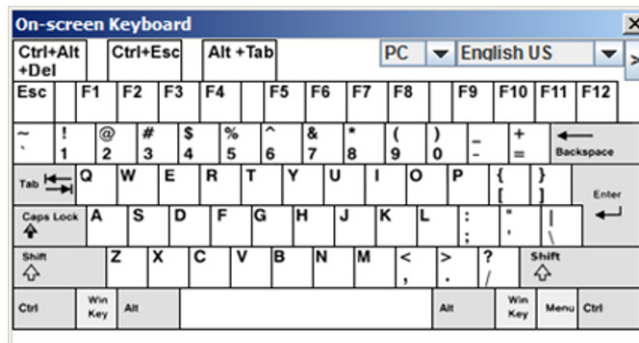 On-screen Keyboard X
Ctrl+Alt +Del Ctrl+Esc Alt +Tab PC English US >
Esc F1 F2 F3 F4 F5 F6 F7 F8 F9 F10 F11 F12
~ ! @ # $ % ^ & * ( ) _ +
` 1 2 3 4 5 6 7 8 9 0 - = Backspace
Tab Q W E R T Y U I O P { }
[ ] Enter
Caps Lock A S D F G H J K L : " |
; ' \
Shift Z X C V B N M < > ? Shift
, . /
Ctrl Win Key Alt Alt Win Key Menu Ctrl